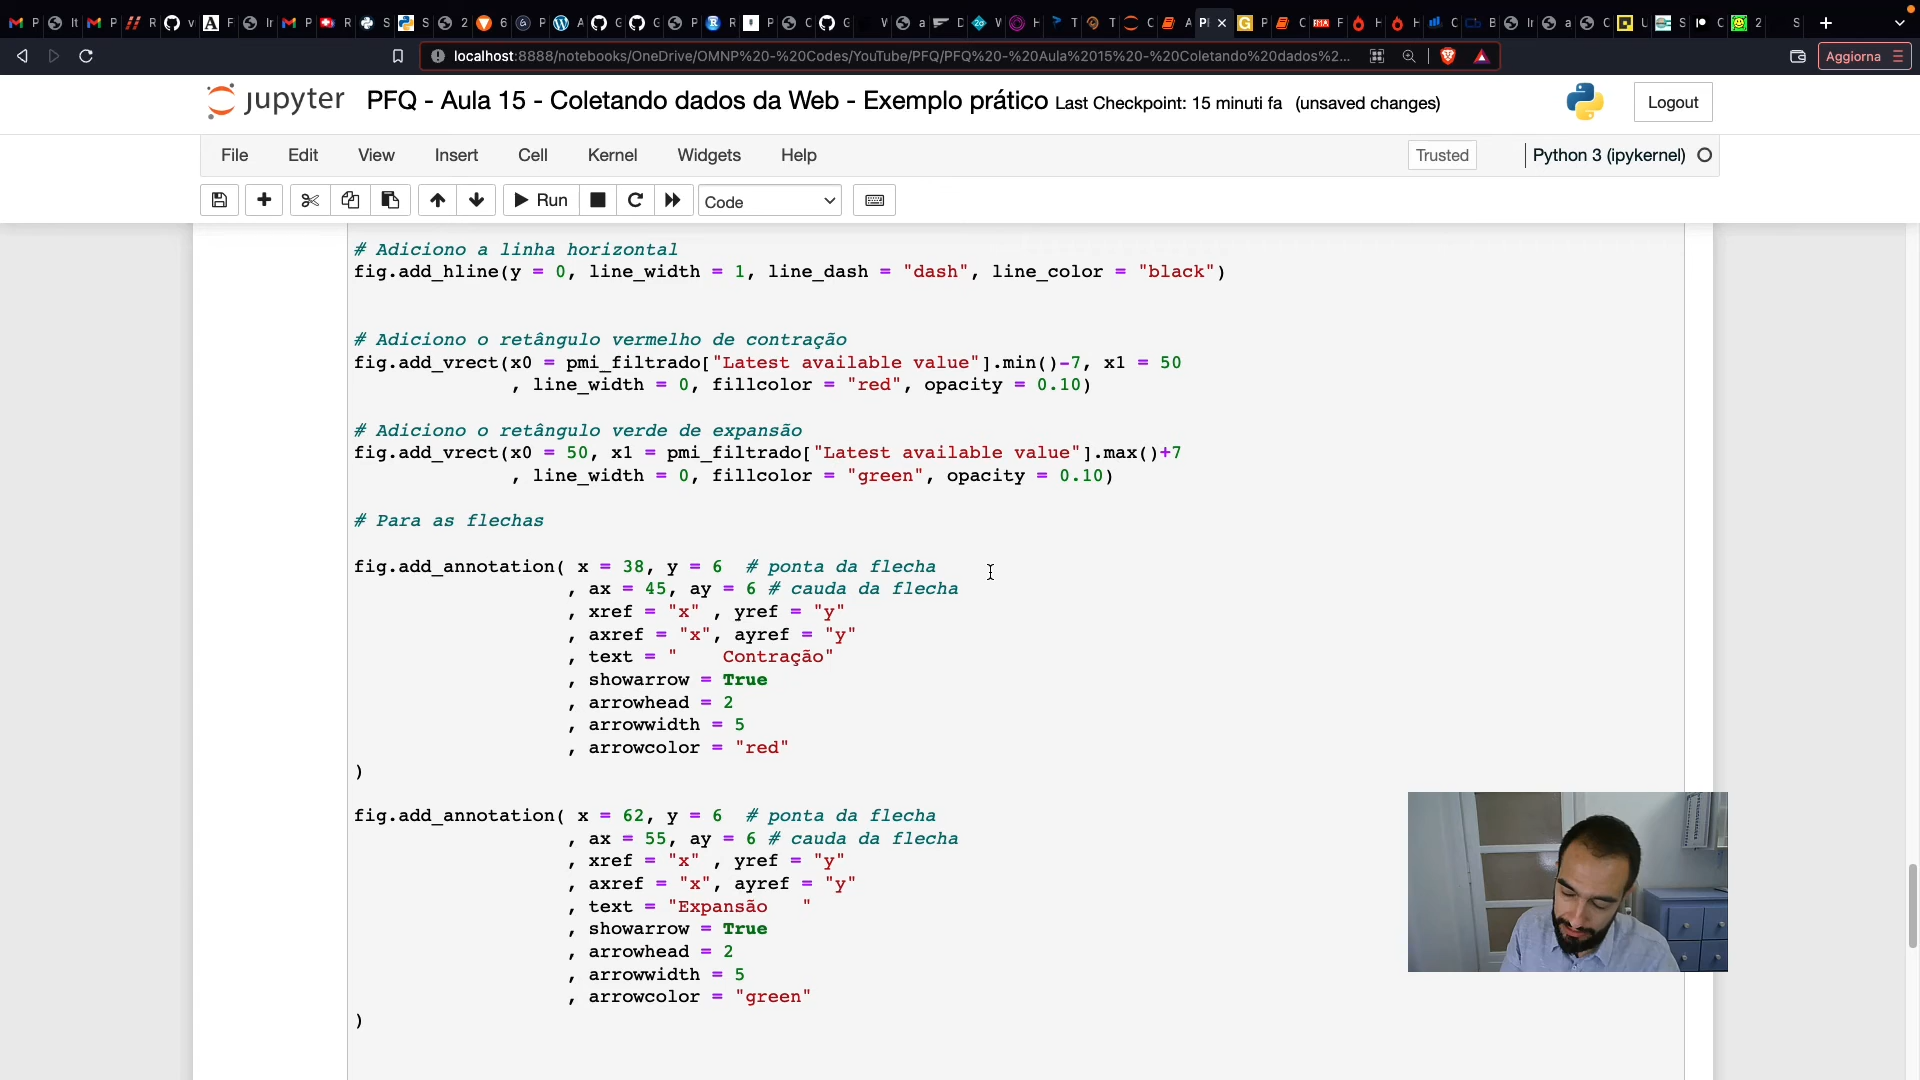 localhost:8888/notebooks/OneDrive/OMNP%20-%20Codes/YouTube/PFQ/PFQ%20-%20Aula%2015%20-%20Coletando%20dados%2...
Aggiorna
jupyter PFQ - Aula 15 - Coletando dados da Web - Exemplo prático Last Checkpoint: 15 minuti fa (unsaved changes)
Logout
File Edit View Insert Cell Kernel Widgets Help
Trusted
Python 3 (ipykernel)
Run
Code
# Adiciono a linha horizontal
fig.add_hline(y = 0, line_width = 1, line_dash = "dash", line_color = "black")
# Adiciono o retângulo vermelho de contração
fig.add_vrect(x0 = pmi_filtrado["Latest available value"].min()-7, x1 = 50
, line_width = 0, fillcolor = "red", opacity = 0.10)
# Adiciono o retângulo verde de expansão
fig.add_vrect(x0 = 50, x1 = pmi_filtrado["Latest available value"].max()+7
, line_width = 0, fillcolor = "green", opacity = 0.10)
# Para as flechas
fig.add_annotation( x = 38, y = 6  # ponta da flecha
, ax = 45, ay = 6 # cauda da flecha
, xref = "x" , yref = "y"
, axref = "x", ayref = "y"
, text = "    Contração"
, showarrow = True
, arrowhead = 2
, arrowwidth = 5
, arrowcolor = "red"
)
fig.add_annotation( x = 62, y = 6  # ponta da flecha
, ax = 55, ay = 6 # cauda da flecha
, xref = "x" , yref = "y"
, axref = "x", ayref = "y"
, text = "Expansão   "
, showarrow = True
, arrowhead = 2
, arrowwidth = 5
, arrowcolor = "green"
)